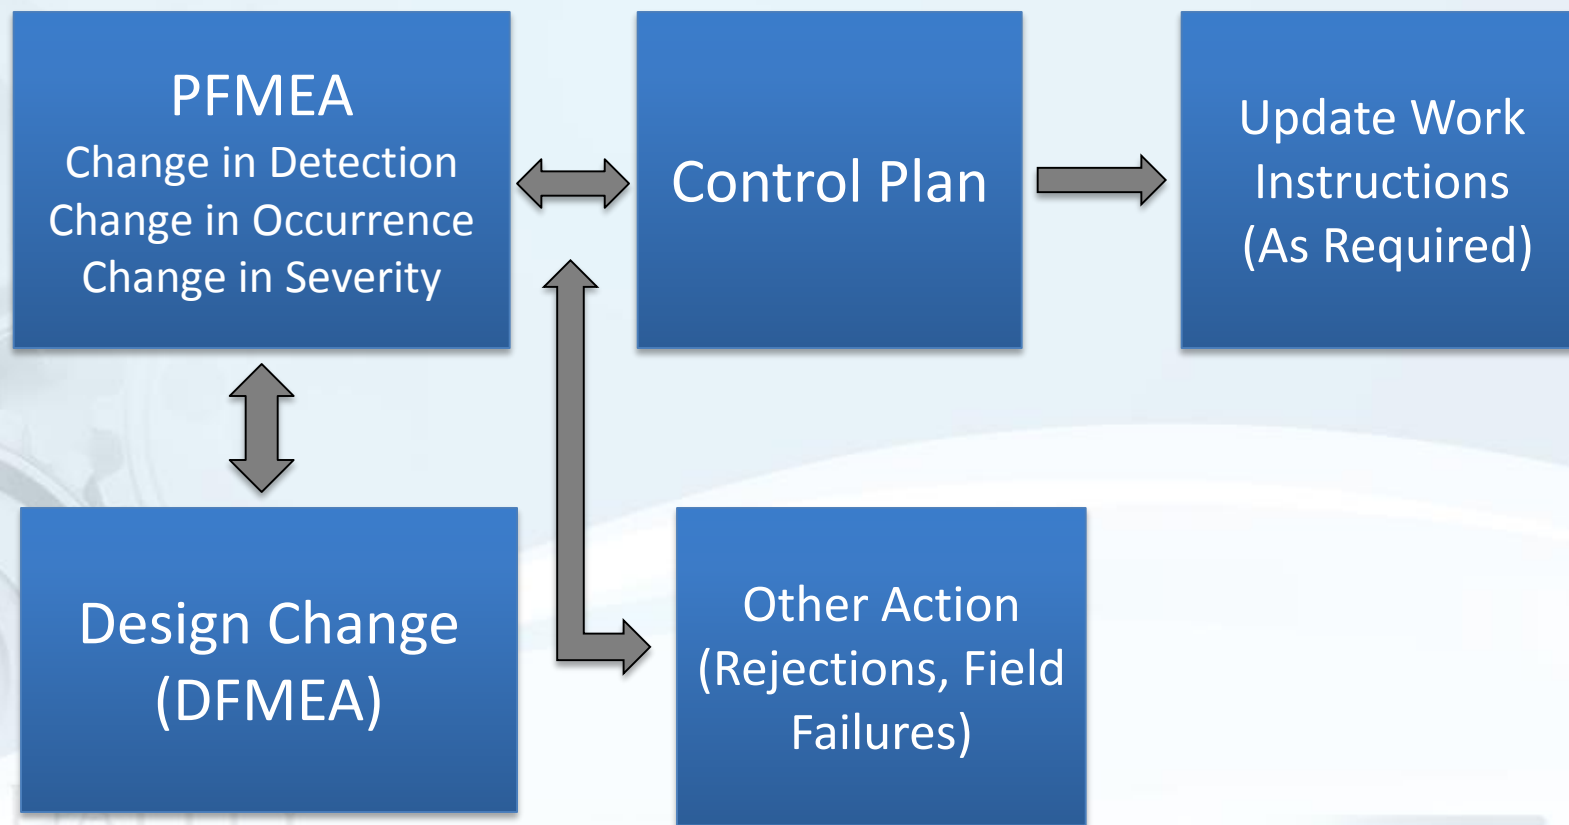 PFMEA
Change in Detection
Change in Occurrence
Change in Severity
Control Plan
Update Work
Instructions
(As Required)
Design Change
(DFMEA)
Other Action
(Rejections, Field
Failures)